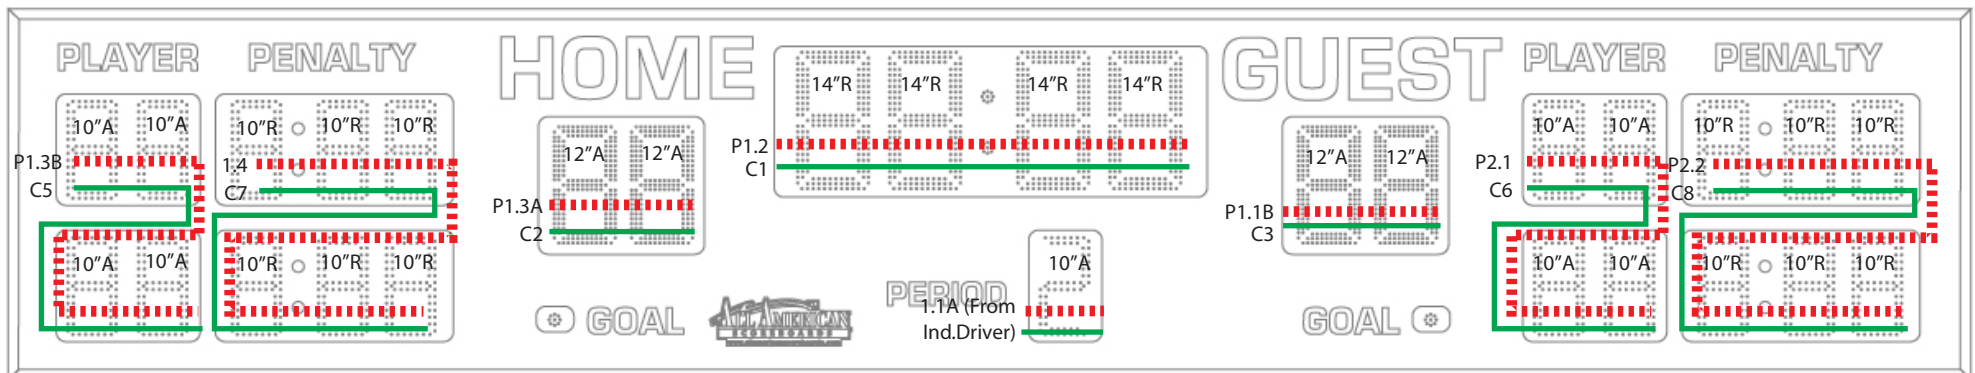 PLAYER PENALTY HOME GUEST PLAYER PENALTY
14"R 14"R 14"R 14"R
10"A 10"A 10"R 10"R 10"R 10"A 10"A 10"R 10"R 10"R
P1.2
C1
12"A 12"A 12"A 12"A
P1.3B 1.4 P2.1 P2.2
C5 C7 C6 C8
P1.3A P1.1B
C2 C3
10"A 10"A 10"R 10"R 10"R 10"A 10"A 10"A 10"R 10"R 10"R
PERIOD
1.1A (From
Ind.Driver)
GOAL GOAL
ALL AMERICAN
SCOREBOARDS